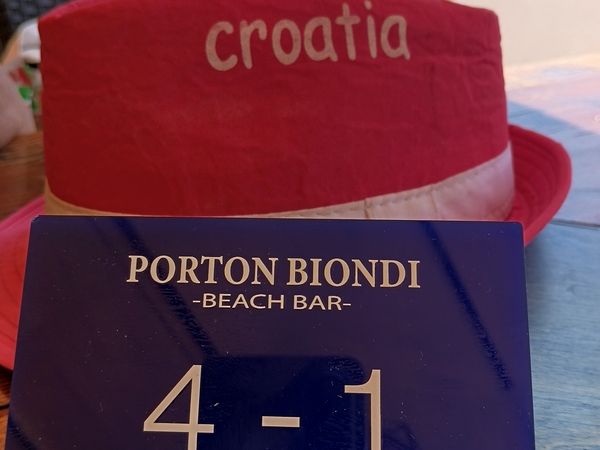 croatia
PORTON BIONDI
-BEACH BAR-
4 - 1